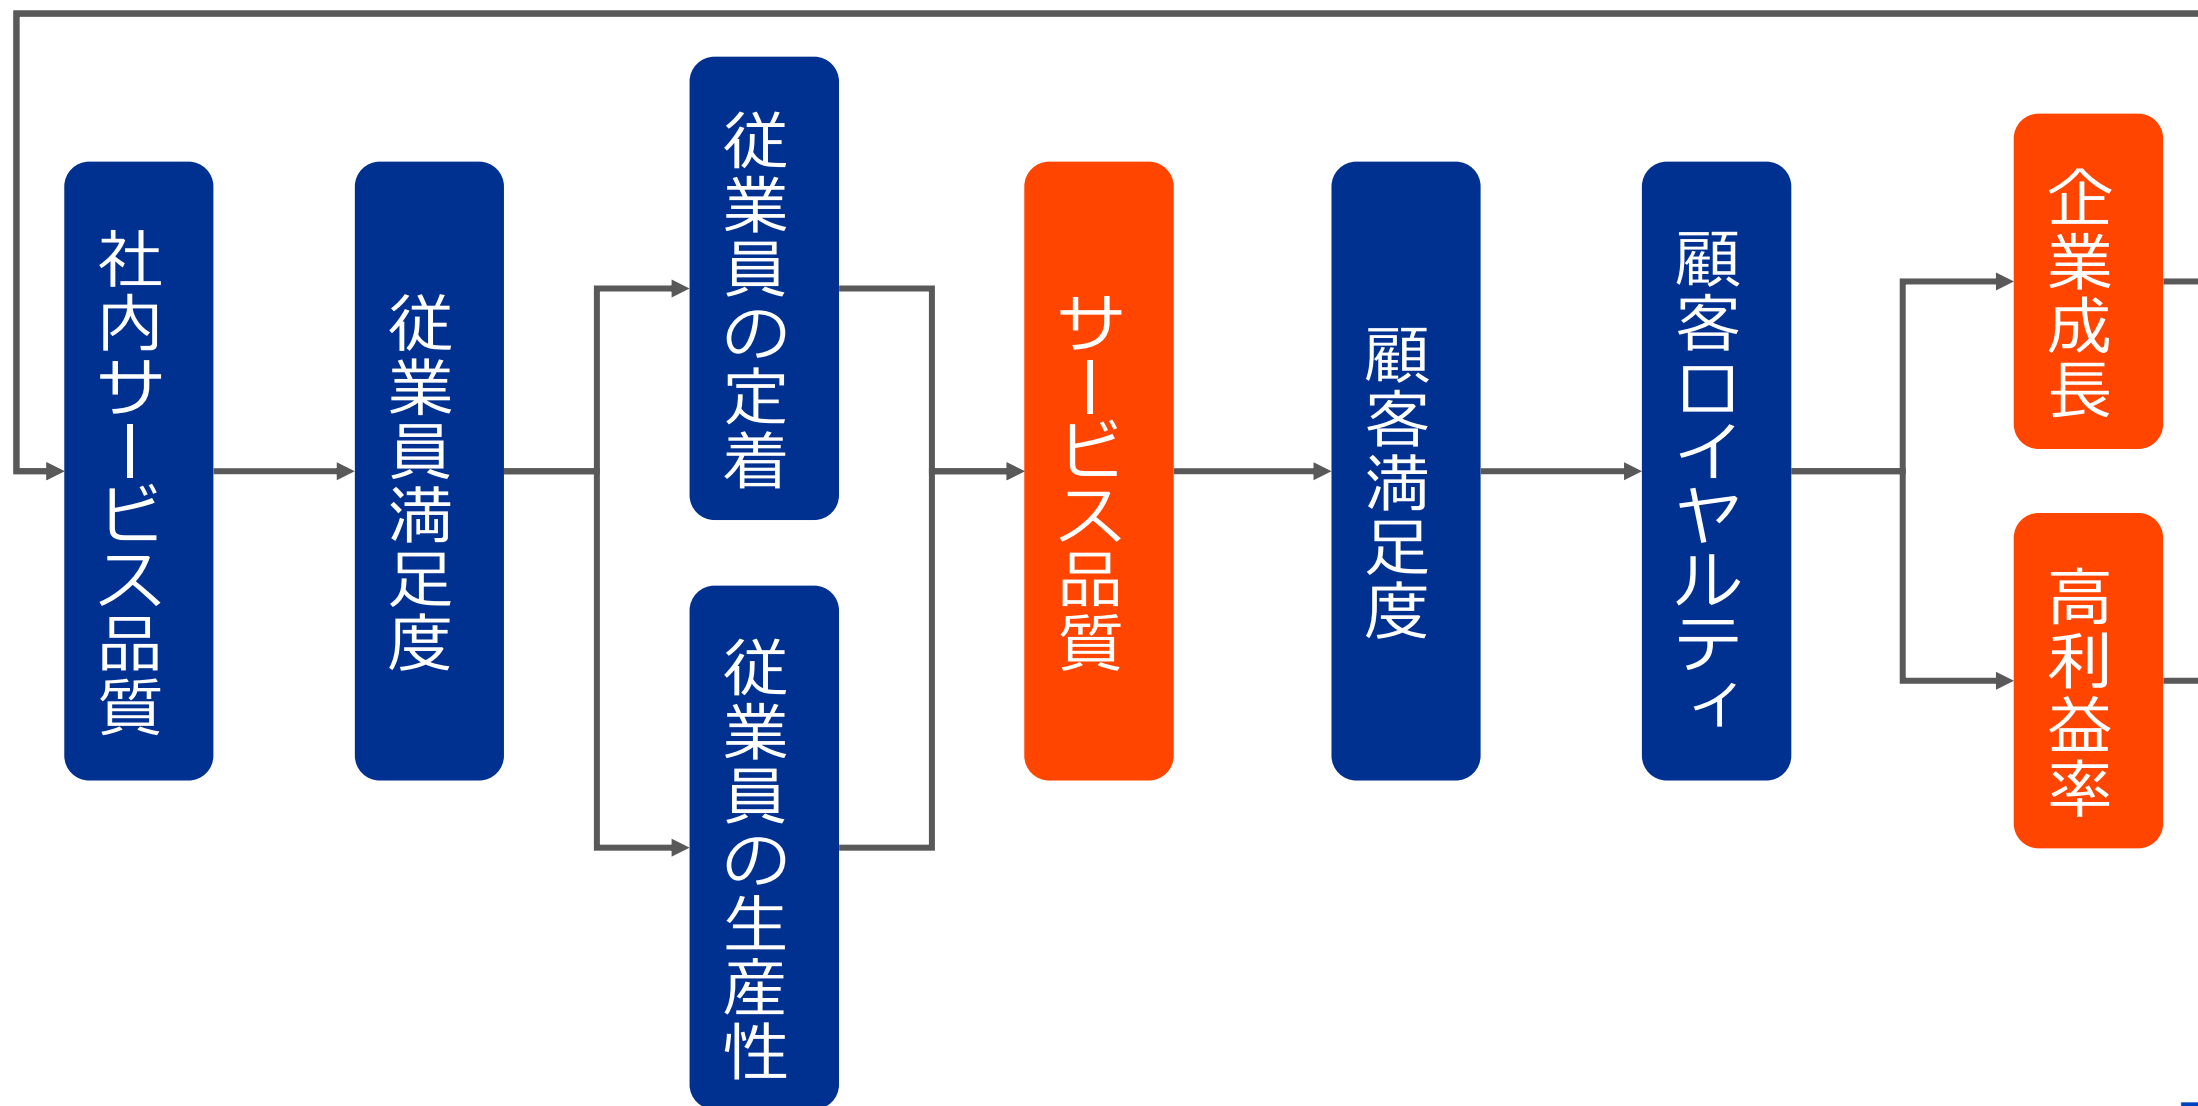 社内サービス品質
従業員満足度
従業員の定着
従業員の生産性
サービス品質
顧客満足度
顧客ロイヤルティ
企業成長
高利益率